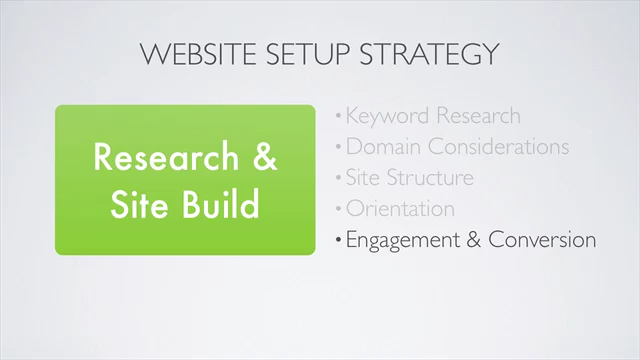 WEBSITE SETUP STRATEGY
Research &
Site Build
• Keyword Research
• Domain Considerations
• Site Structure
• Orientation
• Engagement & Conversion